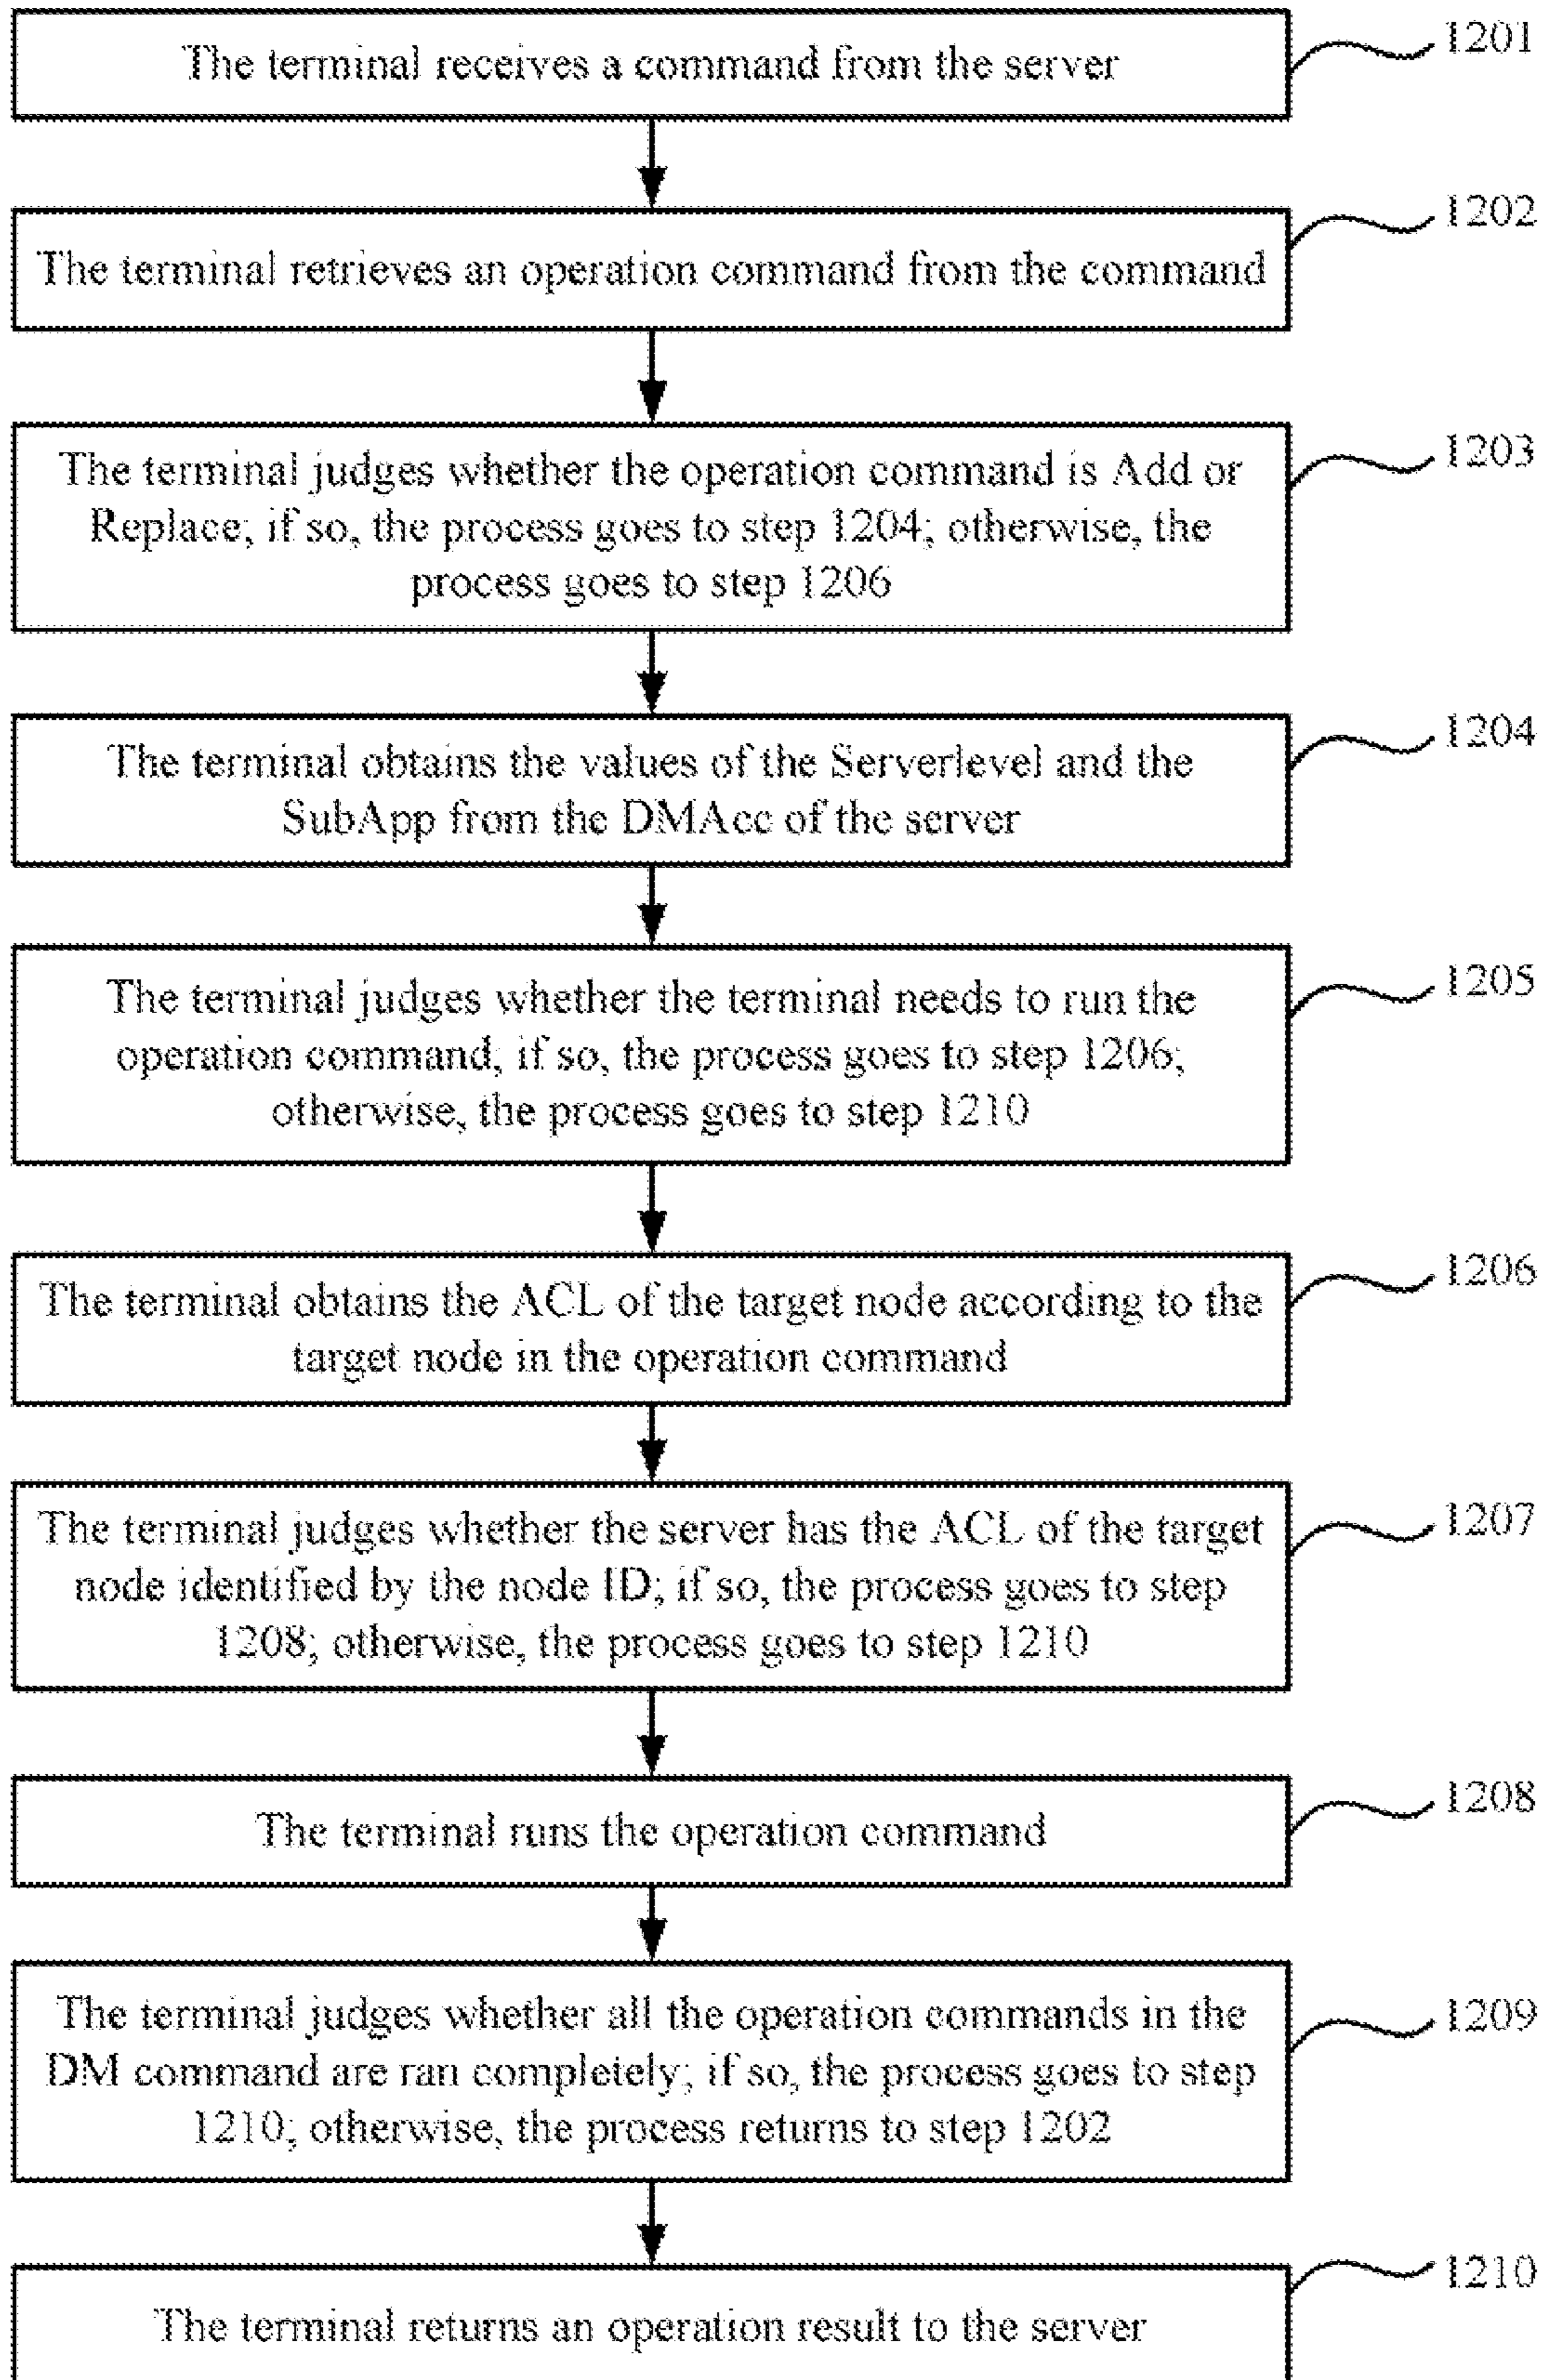 The terminal receives a command from the server
1201
The terminal retrieves an operation command from the command
1202
The terminal judges whether the operation command is Add or
Replace; if so, the process goes to step 1204; otherwise, the
process goes to step 1206
1203
The terminal obtains the values of the Serverlevel and the
SubApp from the DMAcc of the server
1204
The terminal judges whether the terminal needs to run the
operation command, if so, the process goes to step 1206;
otherwise, the process goes to step 1210
1205
The terminal obtains the ACL of the target node according to the
target node in the operation command
1206
The terminal judges whether the server has the ACL of the target
node identified by the node ID; if so, the process goes to step
1208; otherwise, the process goes to step 1210
1207
The terminal runs the operation command
1208
The terminal judges whether all the operation commands in the
DM command are ran completely; if so, the process goes to step
1210; otherwise, the process returns to step 1202
1209
The terminal returns an operation result to the server
1210